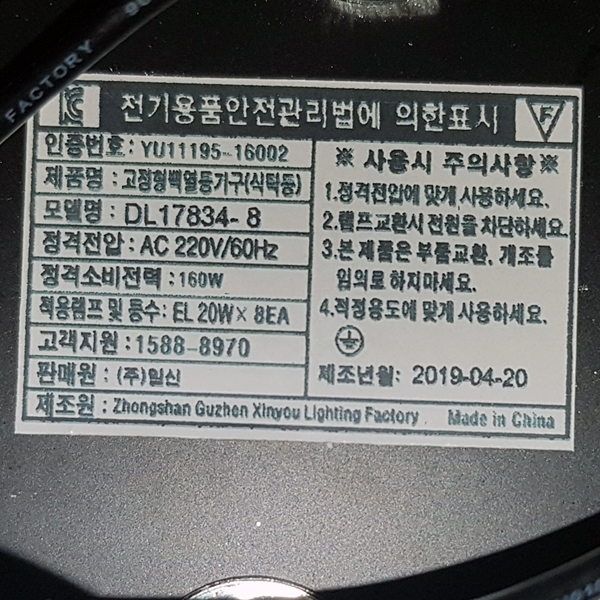 FACTORY
전기용품안전관리법에 의한표시
F
인증번호: YU11195-16002
제품명: 고정형백열등기구(식탁등)
모델명: DL17834-8
정격전압: AC 220V/60Hz
정격소비전력: 160W
적용램프 및 등수: EL 20W× 8EA
고객지원: 1588-8970
판매원: (주)일신
제조원: Zhongshan Guzhen Xinyou Lighting Factory Made in China
※ 사용시 주의사항 ※
1.정격전압에 맞게 사용하세요.
2.램프교환시 전원을 차단하세요.
3.본 제품은 부품교환, 개조를
임의로 하지마세요.
4.적정용도에 맞게 사용하세요.
제조년월: 2019-04-20